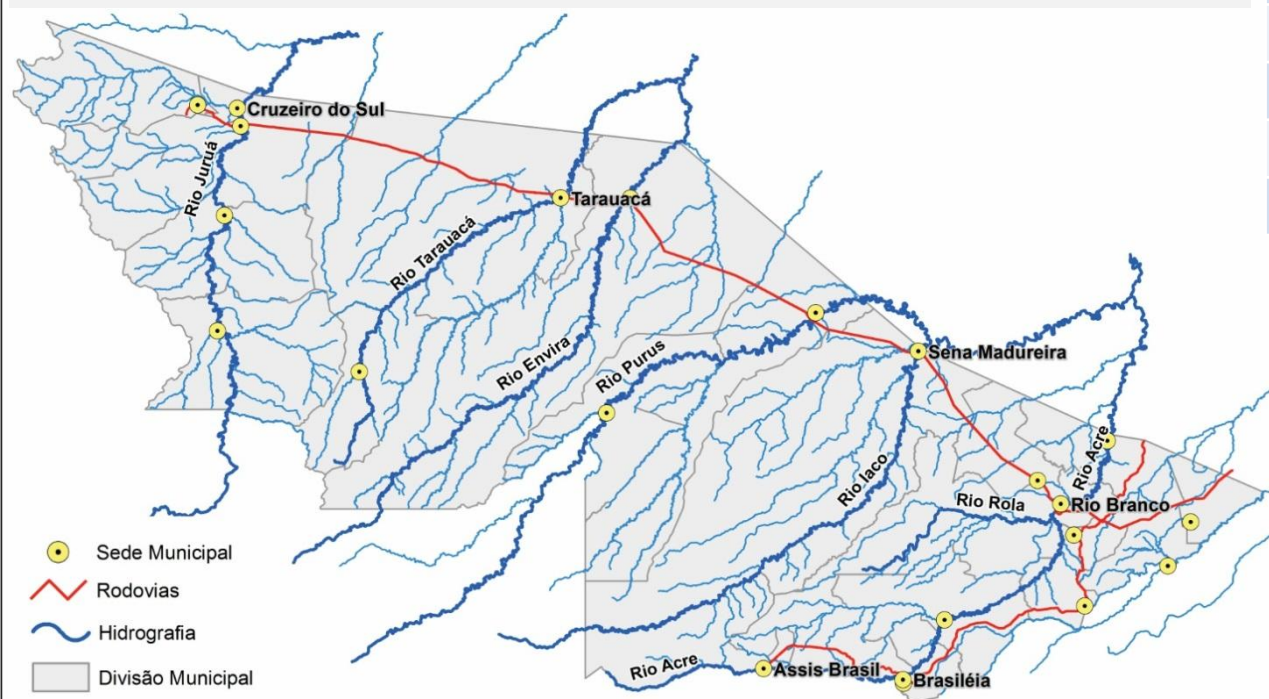 Cruzeiro do Sul
Rio Juruá
Tarauacá
Rio Tarauacá
Rio Envira
Rio Purus
Sena Madureira
Rio Iaco
Rio Acre
Rio Rola
Rio Branco
Rio Acre
Assis Brasil
Brasiléia
Sede Municipal
Rodovias
Hidrografia
Divisão Municipal